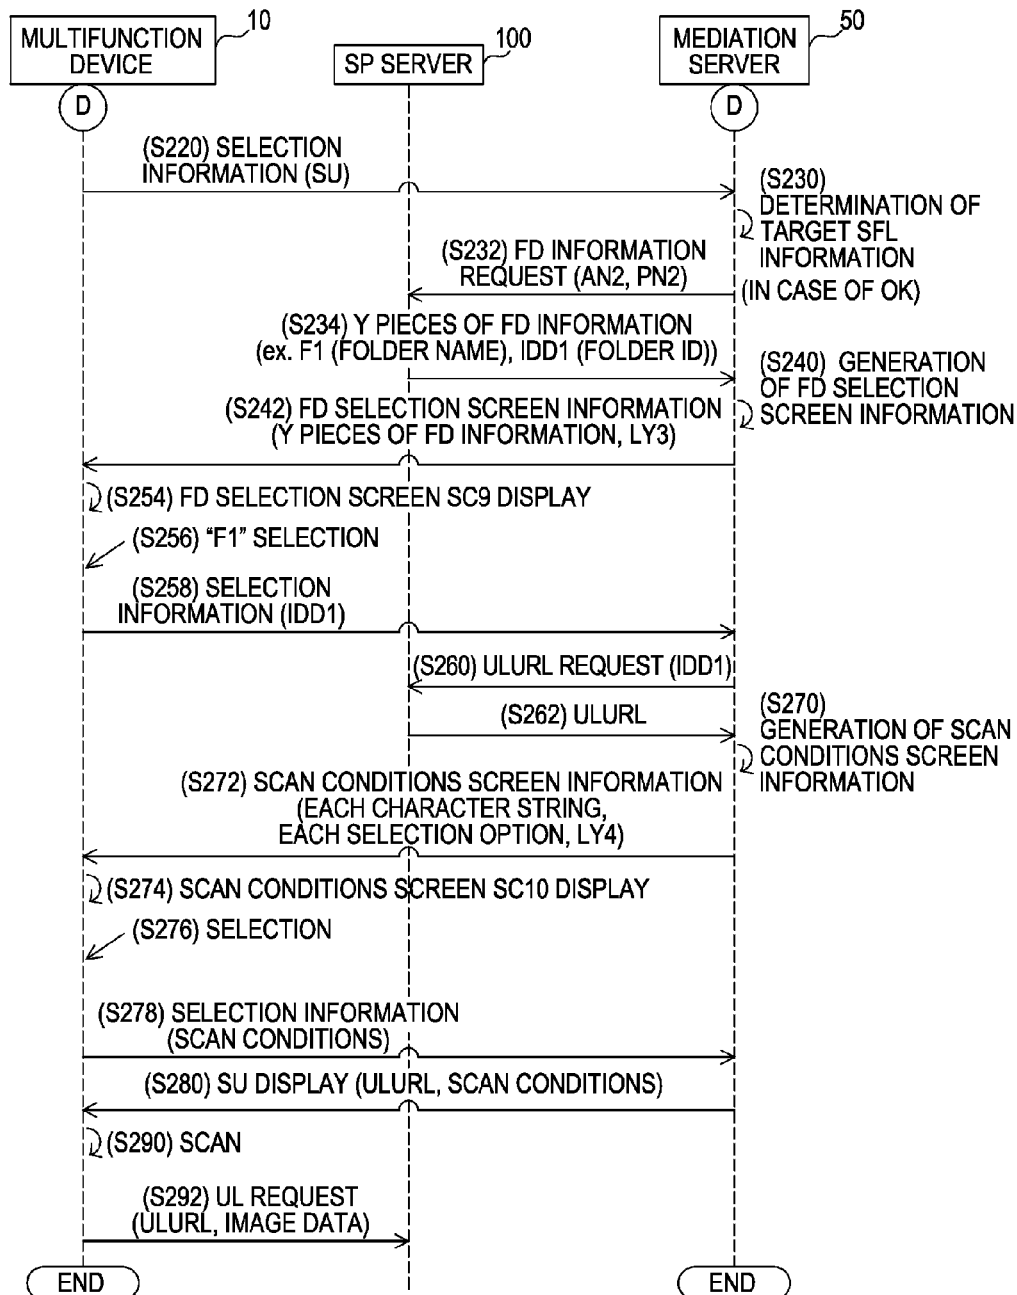 10
MULTIFUNCTION
DEVICE
100
SP SERVER
50
MEDIATION
SERVER
D
D
(S220) SELECTION
INFORMATION (SU)
(S230)
DETERMINATION OF
TARGET SFL
INFORMATION
(S232) FD INFORMATION
REQUEST (AN2, PN2)
(IN CASE OF OK)
(S234) Y PIECES OF FD INFORMATION
(ex. F1 (FOLDER NAME), IDD1 (FOLDER ID))
(S240) GENERATION
OF FD SELECTION
SCREEN INFORMATION
(S242) FD SELECTION SCREEN INFORMATION
(Y PIECES OF FD INFORMATION, LY3)
(S254) FD SELECTION SCREEN SC9 DISPLAY
(S256) "F1" SELECTION
(S258) SELECTION
INFORMATION (IDD1)
(S260) ULURL REQUEST (IDD1)
(S262) ULURL
(S270)
GENERATION OF SCAN
CONDITIONS SCREEN
INFORMATION
(S272) SCAN CONDITIONS SCREEN INFORMATION
(EACH CHARACTER STRING,
EACH SELECTION OPTION, LY4)
(S274) SCAN CONDITIONS SCREEN SC10 DISPLAY
(S276) SELECTION
(S278) SELECTION INFORMATION
(SCAN CONDITIONS)
(S280) SU DISPLAY (ULURL, SCAN CONDITIONS)
(S290) SCAN
(S292) UL REQUEST
(ULURL, IMAGE DATA)
END
END